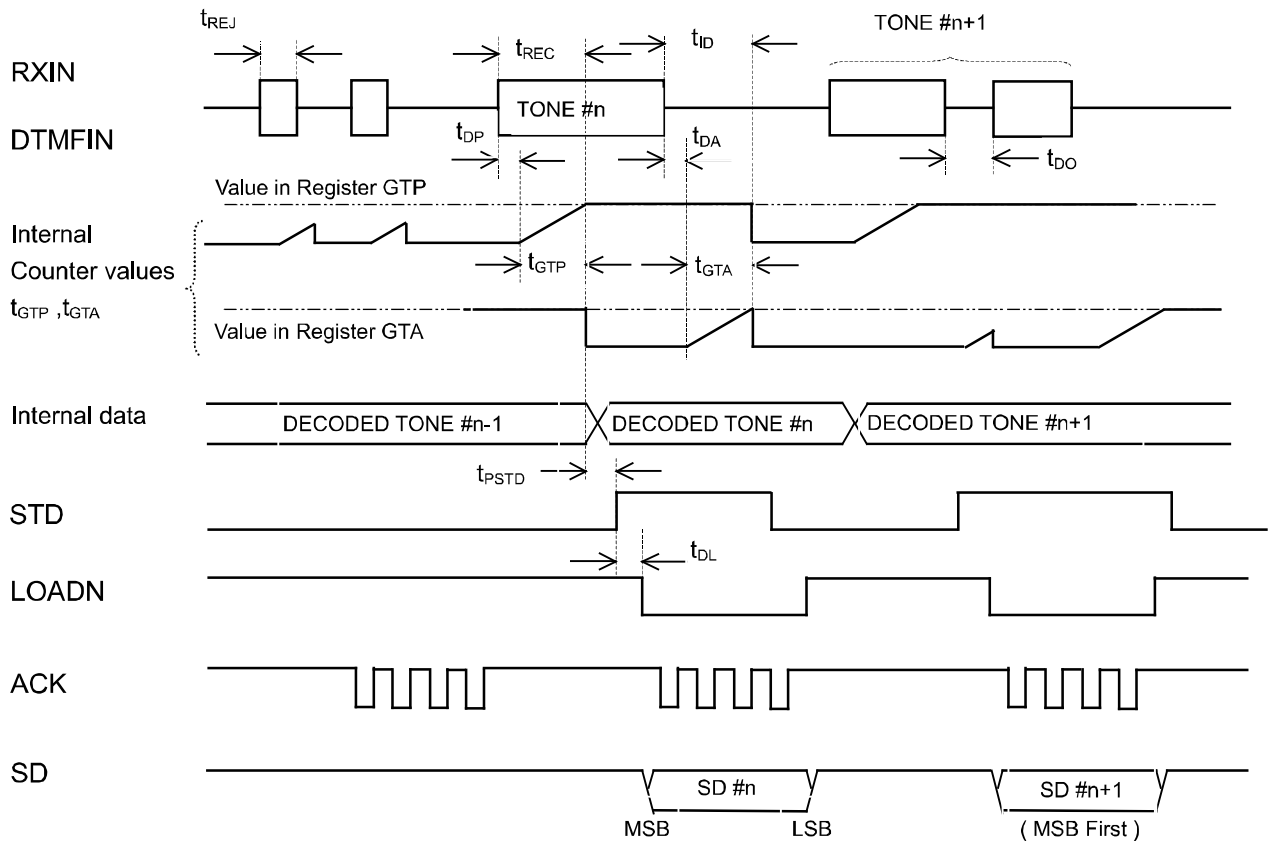 tREJ
tREC
tID
TONE #n+1
RXIN
TONE #n
DTMFIN
tDP
tDA
tDO
Value in Register GTP
Internal
Counter values
tGTP ,tGTA
tGTP
tGTA
Value in Register GTA
Internal data
DECODED TONE #n-1
DECODED TONE #n
DECODED TONE #n+1
tPSTD
STD
tDL
LOADN
ACK
SD
SD #n
SD #n+1
MSB
LSB
( MSB First )